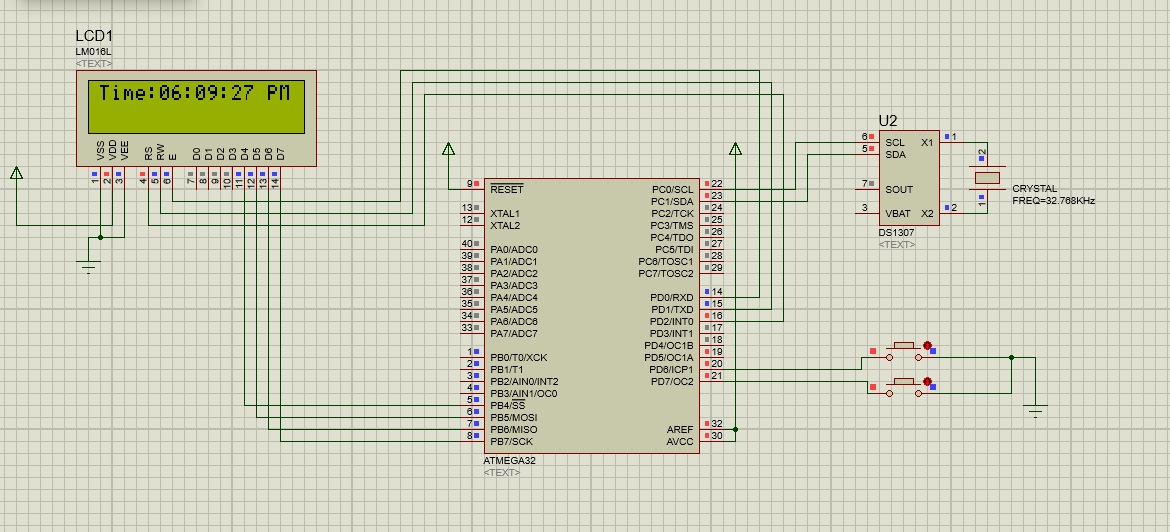 LCD1
LM016L
<TEXT>
Time:06:09:27 PM
VSS VDD VEE RS RW E D0 D1 D2 D3 D4 D5 D6 D7
1 2 3 4 5 6 7 8 9 10 11 12 13 14
9 RESET
13 XTAL1
12 XTAL2
40 PA0/ADC0
39 PA1/ADC1
38 PA2/ADC2
37 PA3/ADC3
36 PA4/ADC4
35 PA5/ADC5
34 PA6/ADC6
33 PA7/ADC7
1 PB0/T0/XCK
2 PB1/T1
3 PB2/AIN0/INT2
4 PB3/AIN1/OC0
5 PB4/SS
6 PB5/MOSI
7 PB6/MISO
8 PB7/SCK
PC0/SCL 22
PC1/SDA 23
PC2/TCK 24
PC3/TMS 25
PC4/TDO 26
PC5/TDI 27
PC6/TOSC1 28
PC7/TOSC2 29
PD0/RXD 14
PD1/TXD 15
PD2/INT0 16
PD3/INT1 17
PD4/OC1B 18
PD5/OC1A 19
PD6/ICP1 20
PD7/OC2 21
AREF 32
AVCC 30
ATMEGA32
<TEXT>
U2
6 SCL X1 1
5 SDA
7 SOUT
3 VBAT X2 2
DS1307
<TEXT>
2
1
CRYSTAL
FREQ=32.768KHz